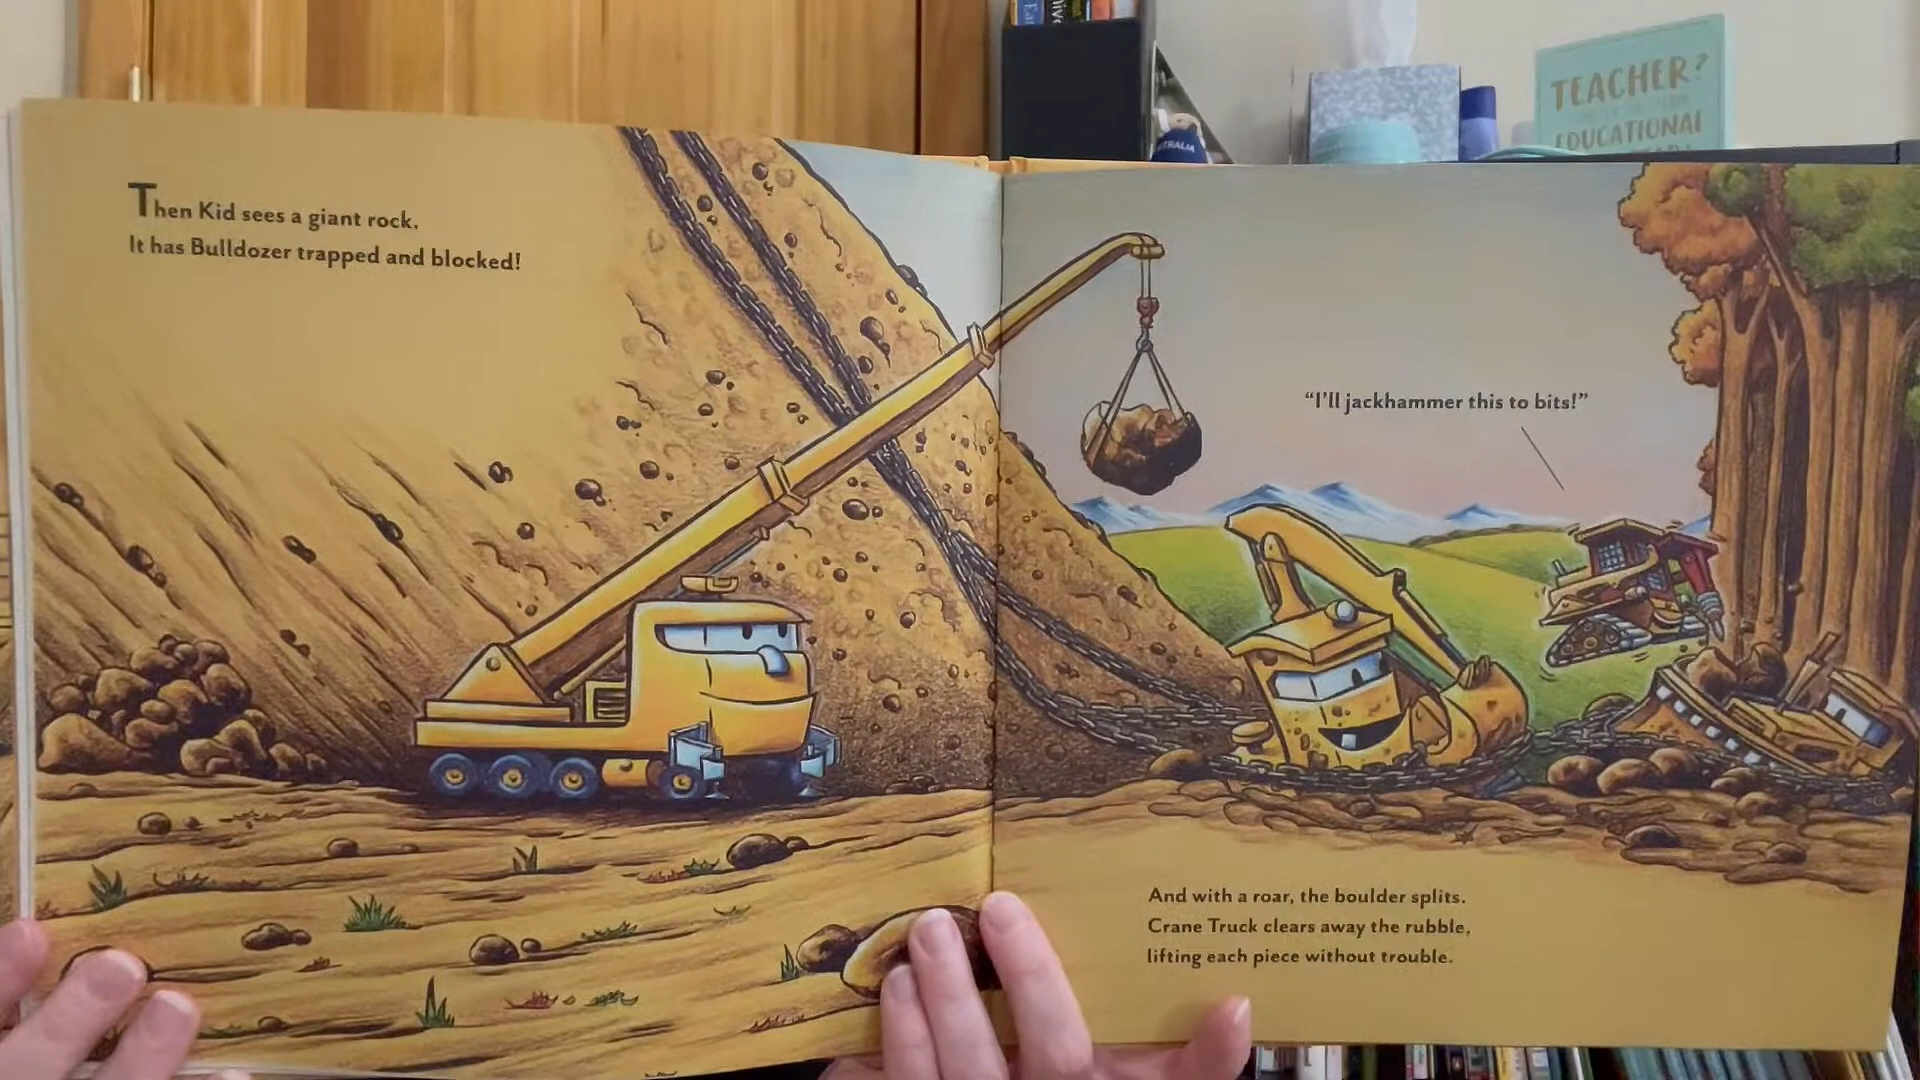 TEACHER?
EDUCATIONAL
Then Kid sees a giant rock.
It has Bulldozer trapped and blocked!
"I'll jackhammer this to bits!"
And with a roar, the boulder splits.
Crane Truck clears away the rubble,
lifting each piece without trouble.